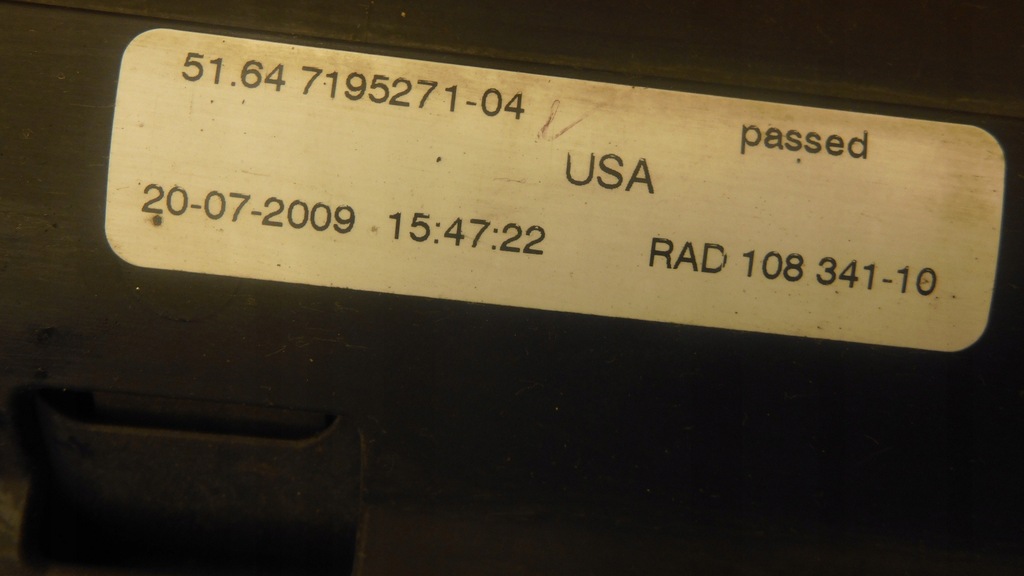 51.64 7195271-04
passed
USA
20-07-2009 15:47:22
RAD 108 341-10